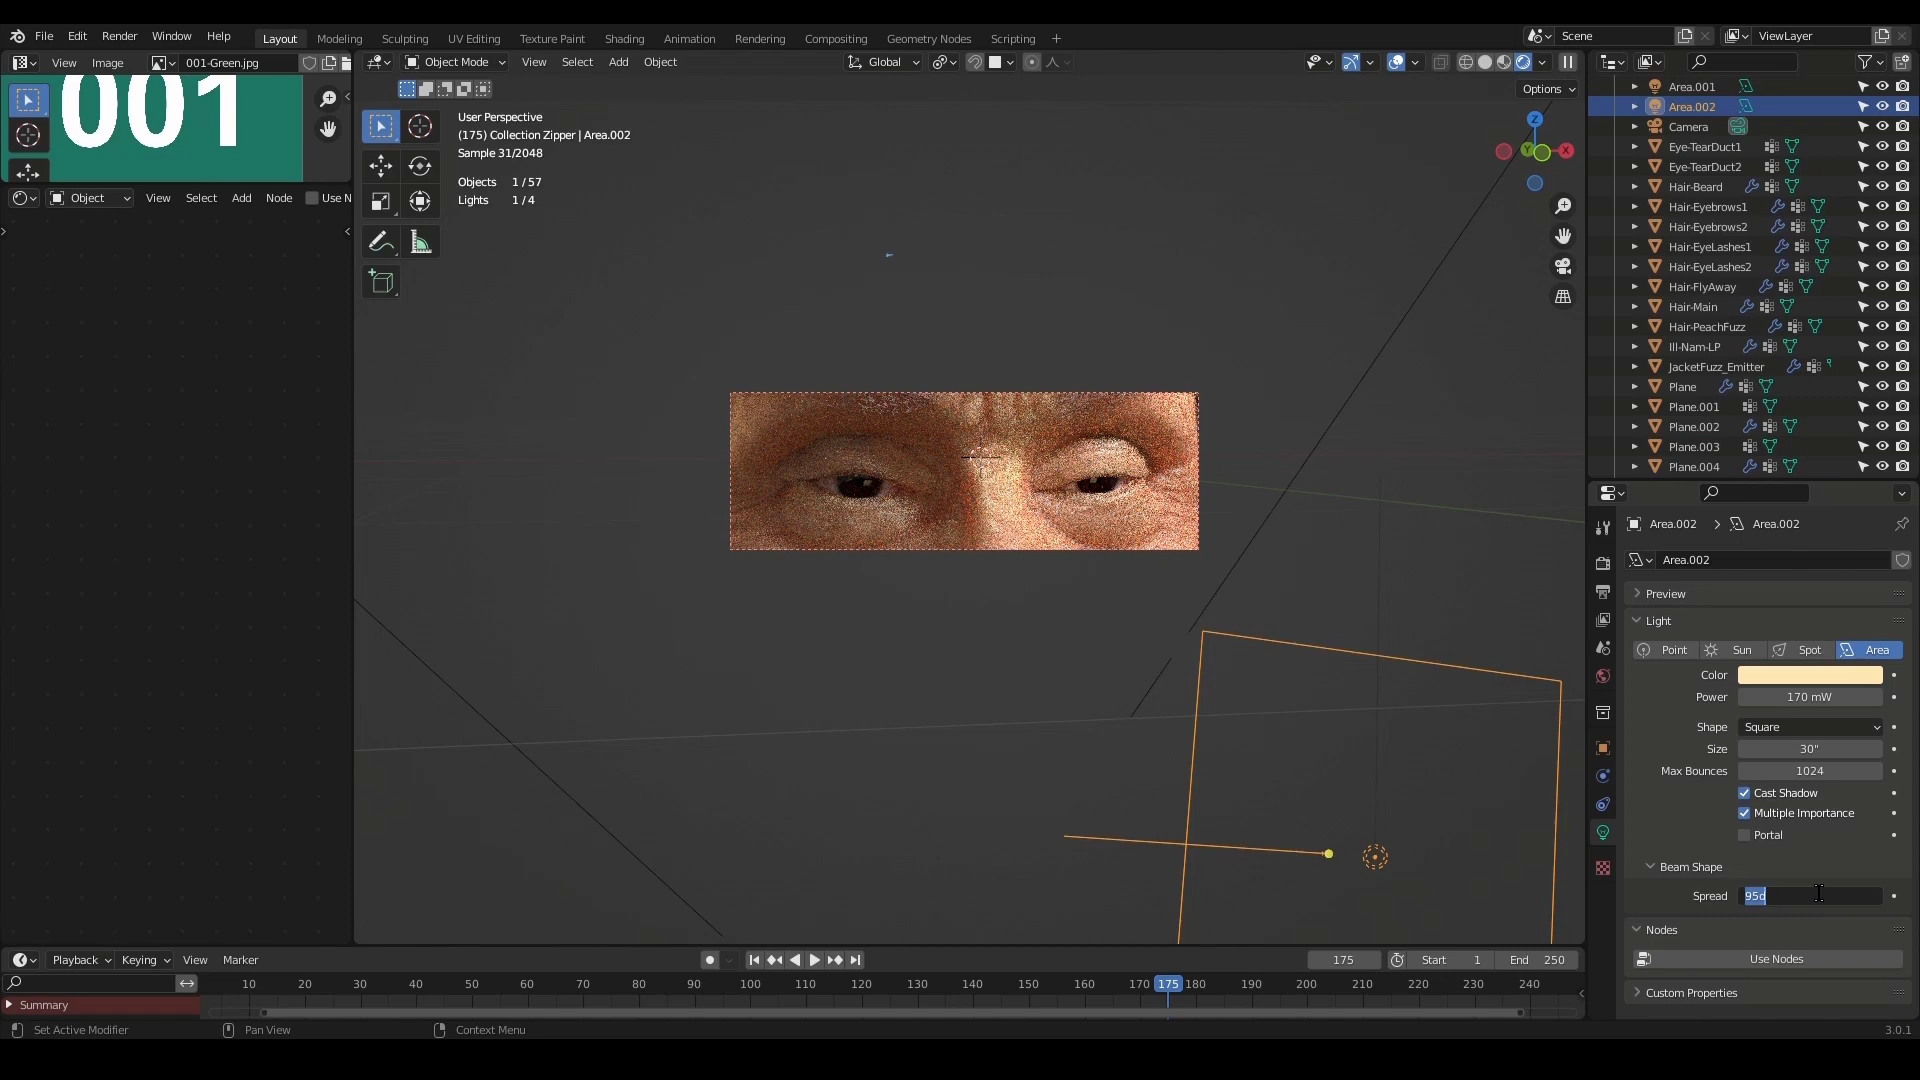 File Edit Render Window Help Layout Modeling Sculpting UV Editing Texture Paint Shading Animation Rendering Compositing Geometry Nodes Scripting + Scene ViewLayer
View Image 001-Green.jpg Object Mode View Select Add Object Global
Options
001
Object View Select Add Node Use N
User Perspective
(175) Collection Zipper | Area.002
Sample 31/2048
Objects 1 / 57
Lights 1 / 4
Z
Y
X
Area.001
Area.002
Camera
Eye-TearDuct1
Eye-TearDuct2
Hair-Beard
Hair-Eyebrows1
Hair-Eyebrows2
Hair-EyeLashes1
Hair-EyeLashes2
Hair-FlyAway
Hair-Main
Hair-PeachFuzz
Ill-Nam-LP
JacketFuzz_Emitter
Plane
Plane.001
Plane.002
Plane.003
Plane.004
Area.002 > Area.002
Area.002
Preview
Light
Point Sun Spot Area
Color
Power 170 mW
Shape Square
Size 30"
Max Bounces 1024
Cast Shadow
Multiple Importance
Portal
Beam Shape
Spread 95d
Nodes
Use Nodes
Custom Properties
Playback Keying View Marker 175 Start 1 End 250
10 20 30 40 50 60 70 80 90 100 110 120 130 140 150 160 170 175 180 190 200 210 220 230 240
Summary
Set Active Modifier Pan View Context Menu 3.0.1